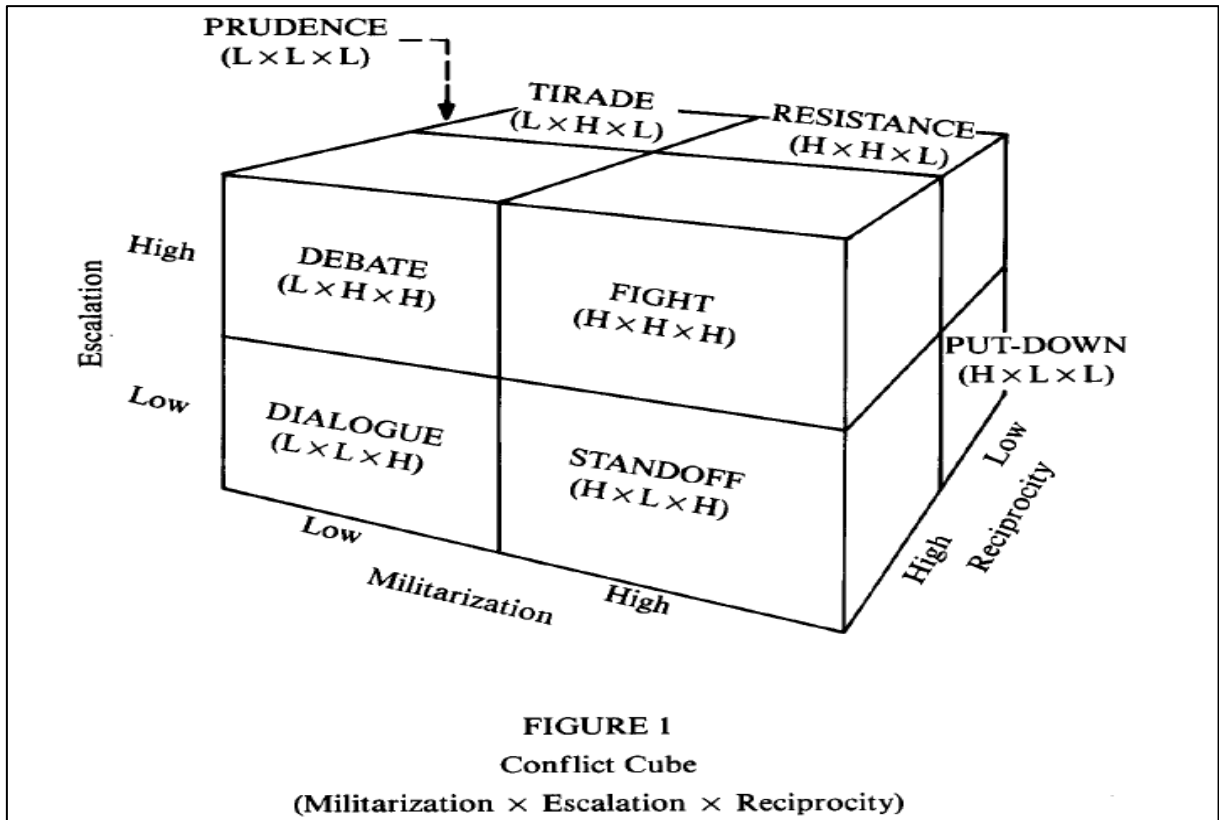 PRUDENCE
(L × L × L)
TIRADE
(L × H × L)
RESISTANCE
(H × H × L)
High
DEBATE
(L × H × H)
FIGHT
(H × H × H)
Escalation
PUT-DOWN
(H × L × L)
Low
DIALOGUE
(L × L × H)
STANDOFF
(H × L × H)
Low
Reciprocity
High
Low
Militarization
High
FIGURE 1
Conflict Cube
(Militarization × Escalation × Reciprocity)